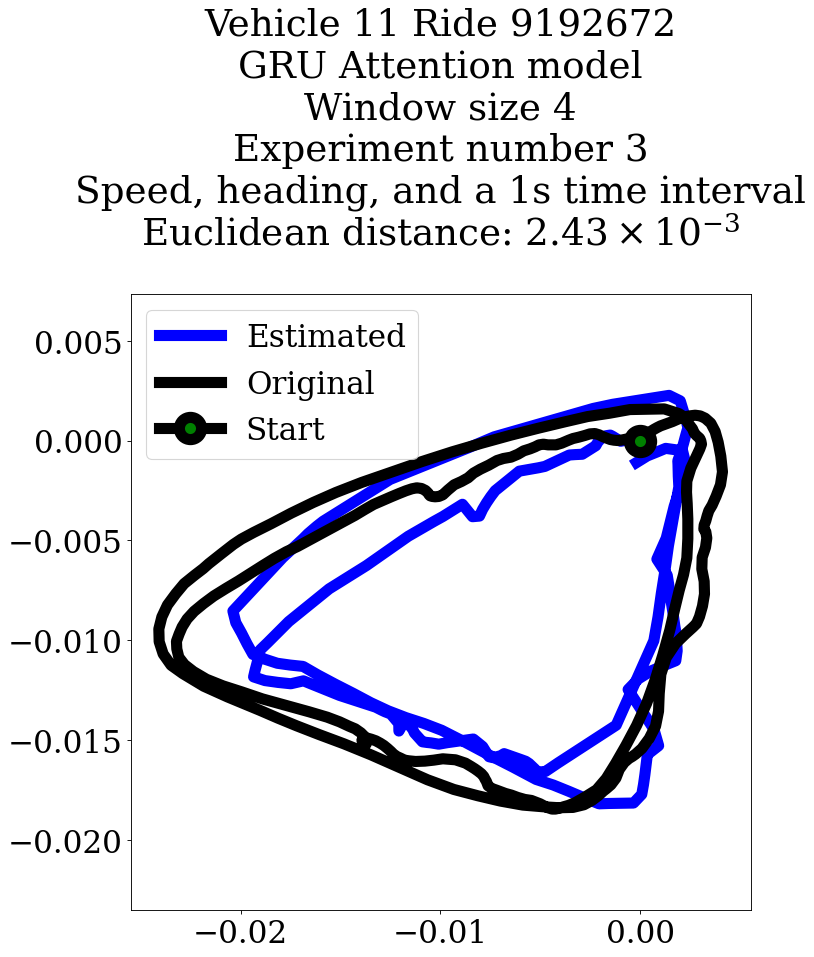 Vehicle 11 Ride 9192672
GRU Attention model
Window size 4
Experiment number 3
Speed, heading, and a 1s time interval
Euclidean distance: 2.43 × 10⁻³
Estimated
Original
Start
0.005
0.000
−0.005
−0.010
−0.015
−0.020
−0.02 −0.01 0.00